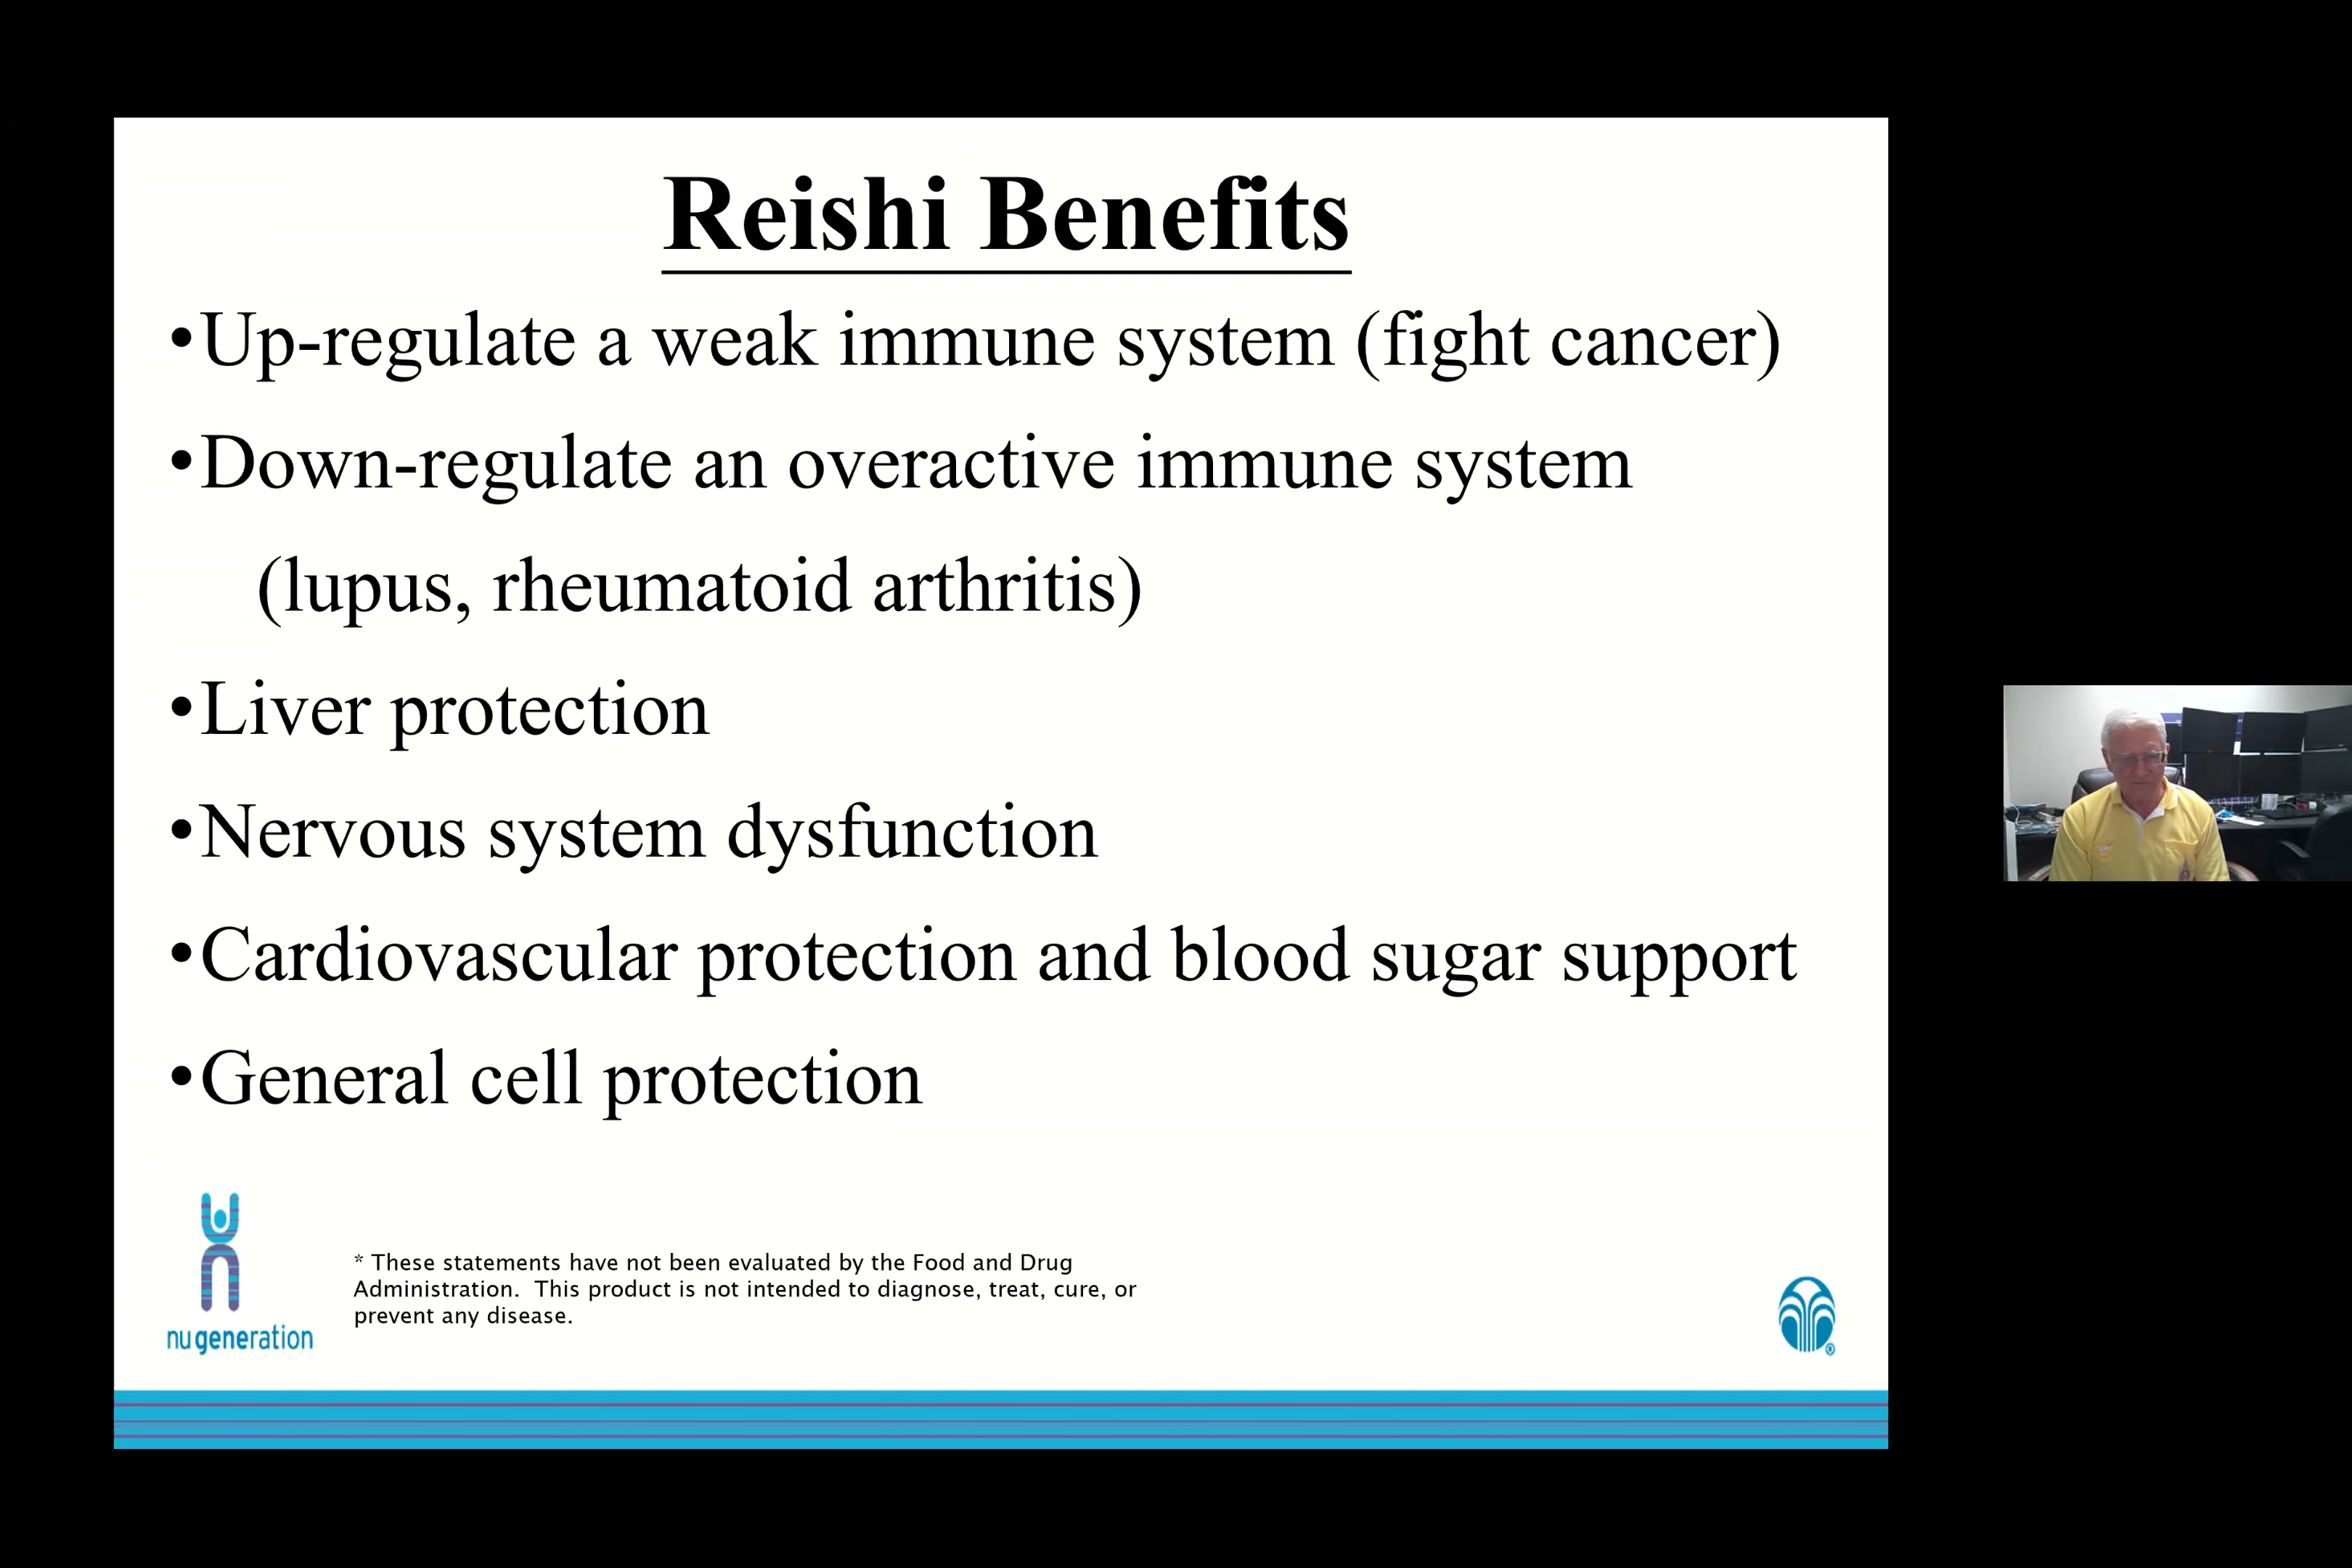 Reishi Benefits
•Up-regulate a weak immune system (fight cancer)
•Down-regulate an overactive immune system
(lupus, rheumatoid arthritis)
•Liver protection
•Nervous system dysfunction
•Cardiovascular protection and blood sugar support
•General cell protection
* These statements have not been evaluated by the Food and Drug
Administration. This product is not intended to diagnose, treat, cure, or
prevent any disease.
nugeneration
®